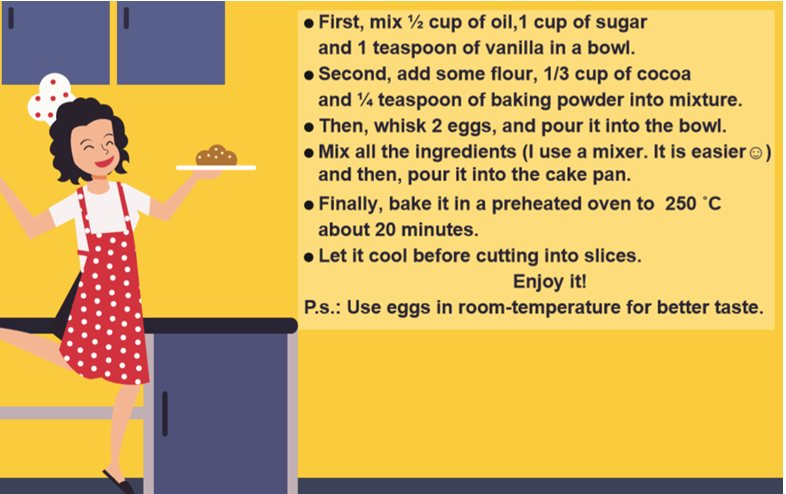 ● First, mix ½ cup of oil,1 cup of sugar
and 1 teaspoon of vanilla in a bowl.
● Second, add some flour, 1/3 cup of cocoa
and ¼ teaspoon of baking powder into mixture.
● Then, whisk 2 eggs, and pour it into the bowl.
● Mix all the ingredients (I use a mixer. It is easier☺)
and then, pour it into the cake pan.
● Finally, bake it in a preheated oven to 250 ˚C
about 20 minutes.
● Let it cool before cutting into slices.
Enjoy it!
P.s.: Use eggs in room-temperature for better taste.